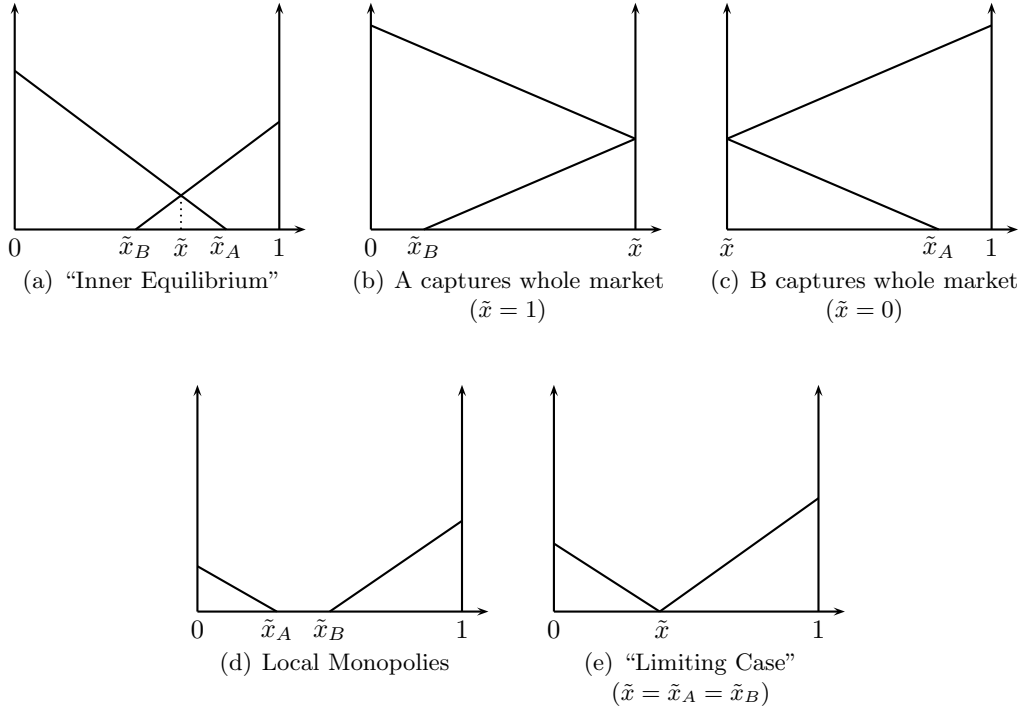 0 x̃_B x̃ x̃_A 1
(a) “Inner Equilibrium”
0 x̃_B x̃
(b) A captures whole market
(x̃ = 1)
x̃ x̃_A 1
(c) B captures whole market
(x̃ = 0)
0 x̃_A x̃_B 1
(d) Local Monopolies
0 x̃ 1
(e) “Limiting Case”
(x̃ = x̃_A = x̃_B)